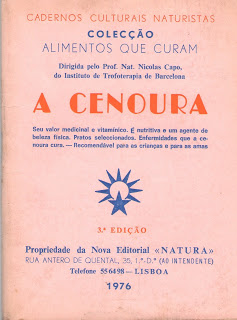 CADERNOS CULTURAIS NATURISTAS
COLECÇÃO
ALIMENTOS QUE CURAM
Dirigida pelo Prof. Nat. Nicolas Capo,
do Instituto de Trofoterapia de Barcelona
A CENOURA
Seu valor medicinal e vitamínico. É nutritiva e um agente de
beleza física. Pratos seleccionados. Enfermidades que a ce-
noura cura. — Recomendável para as crianças e para as amas
3.ª EDIÇÃO
Propriedade da Nova Editorial «NATURA»
RUA ANTERO DE QUENTAL, 35, 1.º-D.º (AO INTENDENTE)
Telefone 556498 — LISBOA
1976